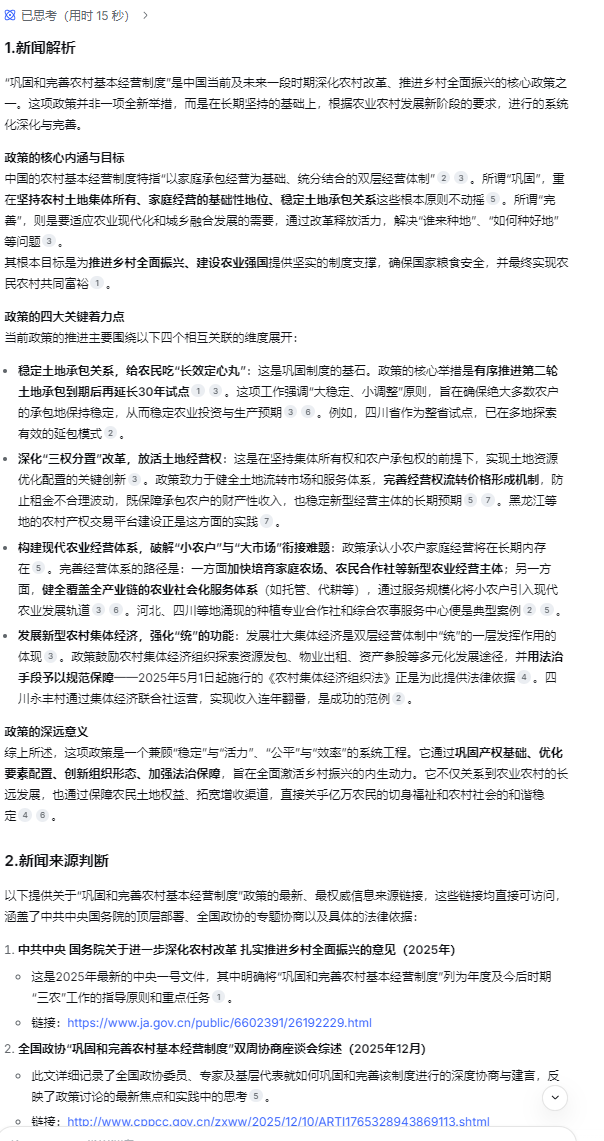 已思考（用时 15 秒）
1.新闻解析
“巩固和完善农村基本经营制度”是中国当前及未来一段时期深化农村改革、推进乡村全面振兴的核心政策之
一。这项政策并非一项全新举措，而是在长期坚持的基础上，根据农业农村发展新阶段的要求，进行的系统
化深化与完善。
政策的核心内涵与目标
中国的农村基本经营制度特指“以家庭承包经营为基础、统分结合的双层经营体制” 2 3 。所谓“巩固”，重
在坚持农村土地集体所有、家庭经营的基础性地位、稳定土地承包关系这些根本原则不动摇 5 。所谓“完
善”，则是要适应农业现代化和城乡融合发展的需要，通过改革释放活力，解决“谁来种地”、“如何种好地”
等问题 3 。
其根本目标是为推进乡村全面振兴、建设农业强国提供坚实的制度支撑，确保国家粮食安全，并最终实现农
民农村共同富裕 1 。
政策的四大关键着力点
当前政策的推进主要围绕以下四个相互关联的维度展开：
• 稳定土地承包关系，给农民吃“长效定心丸”：这是巩固制度的基石。政策的核心举措是有序推进第二轮
土地承包到期后再延长30年试点 1 3 。这项工作强调“大稳定、小调整”原则，旨在确保绝大多数农户
的承包地保持稳定，从而稳定农业投资与生产预期 3 6 。例如，四川省作为整省试点，已在多地探索
有效的延包模式 2 。
• 深化“三权分置”改革，放活土地经营权：这是在坚持集体所有权和农户承包权的前提下，实现土地资源
优化配置的关键创新 3 。政策致力于健全土地流转市场和服务体系，完善经营权流转价格形成机制，防
止租金不合理波动，既保障承包农户的财产性收入，也稳定新型经营主体的长期预期 5 7 。黑龙江等
地的农村产权交易平台建设正是这方面的实践 7 。
• 构建现代农业经营体系，破解“小农户”与“大市场”衔接难题：政策承认小农户家庭经营将在长期内存
在 5 。完善经营体系的路径是：一方面加快培育家庭农场、农民合作社等新型农业经营主体；另一方
面，健全覆盖全产业链的农业社会化服务体系（如托管、代耕等），通过服务规模化将小农户引入现代
农业发展轨道 3 6 。河北、四川等地涌现的种植专业合作社和综合农事服务中心便是典型案例 2 5 。
• 发展新型农村集体经济，强化“统”的功能：发展壮大集体经济是双层经营体制中“统”的一层发挥作用的
体现 3 。政策鼓励农村集体经济组织探索资源发包、物业出租、资产参股等多元化发展途径，并用法治
手段予以规范保障——2025年5月1日起施行的《农村集体经济组织法》正是为此提供法律依据 4 。四
川永丰村通过集体经济联合社运营，实现收入连年翻番，是成功的范例 2 。
政策的深远意义
综上所述，这项政策是一个兼顾“稳定”与“活力”、“公平”与“效率”的系统工程。它通过巩固产权基础、优化
要素配置、创新组织形态、加强法治保障，旨在全面激活乡村振兴的内生动力。它不仅关系到农业农村的长
远发展，也通过保障农民土地权益、拓宽增收渠道，直接关乎亿万农民的切身福祉和农村社会的和谐稳
定 4 6 。
2.新闻来源判断
以下提供关于“巩固和完善农村基本经营制度”政策的最新、最权威信息来源链接，这些链接均直接可访问，
涵盖了中共中央国务院的顶层部署、全国政协的专题协商以及具体的法律依据：
1. 中共中央 国务院关于进一步深化农村改革 扎实推进乡村全面振兴的意见（2025年）
○ 这是2025年最新的中央一号文件，其中明确将“巩固和完善农村基本经营制度”列为年度及今后时期
“三农”工作的指导原则和重点任务 1 。
○ 链接：https://www.ja.gov.cn/public/6602391/26192229.html
2. 全国政协“巩固和完善农村基本经营制度”双周协商座谈会综述（2025年12月）
○ 此文详细记录了全国政协委员、专家及基层代表就如何巩固和完善该制度进行的深度协商与建言，反
映了政策讨论的最新焦点和实践中的思考 5 。
○ 链接：http://www.cppcc.gov.cn/zxww/2025/12/10/ARTI1765328943869113.shtml